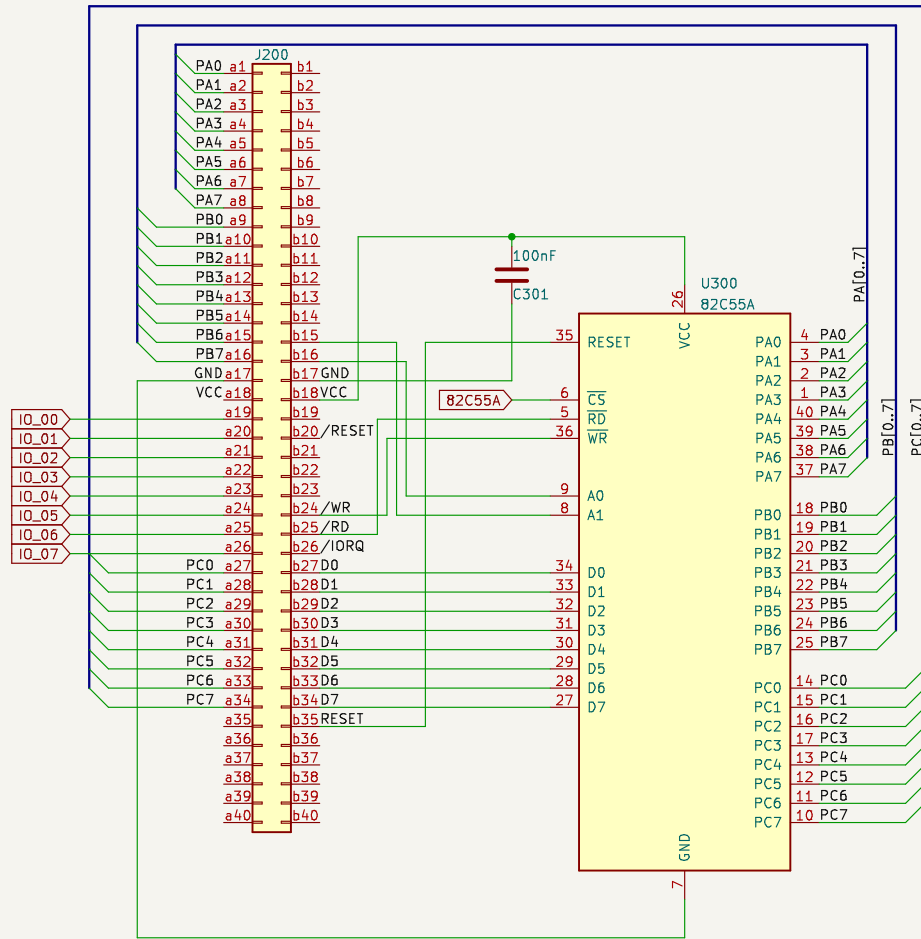 J200
PA0 a1 b1
PA1 a2 b2
PA2 a3 b3
PA3 a4 b4
PA4 a5 b5
PA5 a6 b6
PA6 a7 b7
PA7 a8 b8
PB0 a9 b9
PB1 a10 b10
PB2 a11 b11
PB3 a12 b12
PB4 a13 b13
PB5 a14 b14
PB6 a15 b15
PB7 a16 b16
GND a17 b17 GND
VCC a18 b18 VCC
a19 b19
a20 b20 /RESET
a21 b21
a22 b22
a23 b23
a24 b24 /WR
a25 b25 /RD
a26 b26 /IORQ
PC0 a27 b27 D0
PC1 a28 b28 D1
PC2 a29 b29 D2
PC3 a30 b30 D3
PC4 a31 b31 D4
PC5 a32 b32 D5
PC6 a33 b33 D6
PC7 a34 b34 D7
a35 b35 RESET
a36 b36
a37 b37
a38 b38
a39 b39
a40 b40
IO_00
IO_01
IO_02
IO_03
IO_04
IO_05
IO_06
IO_07
100nF
C301
82C55A
U300
82C55A
26
VCC
35 RESET
6 CS
5 RD
36 WR
9 A0
8 A1
34 D0
33 D1
32 D2
31 D3
30 D4
29 D5
28 D6
27 D7
PA0 4 PA0
PA1 3 PA1
PA2 2 PA2
PA3 1 PA3
PA4 40 PA4
PA5 39 PA5
PA6 38 PA6
PA7 37 PA7
PB0 18 PB0
PB1 19 PB1
PB2 20 PB2
PB3 21 PB3
PB4 22 PB4
PB5 23 PB5
PB6 24 PB6
PB7 25 PB7
PC0 14 PC0
PC1 15 PC1
PC2 16 PC2
PC3 17 PC3
PC4 13 PC4
PC5 12 PC5
PC6 11 PC6
PC7 10 PC7
GND
7
PA[0..7]
PB[0..7]
PC[0..7]